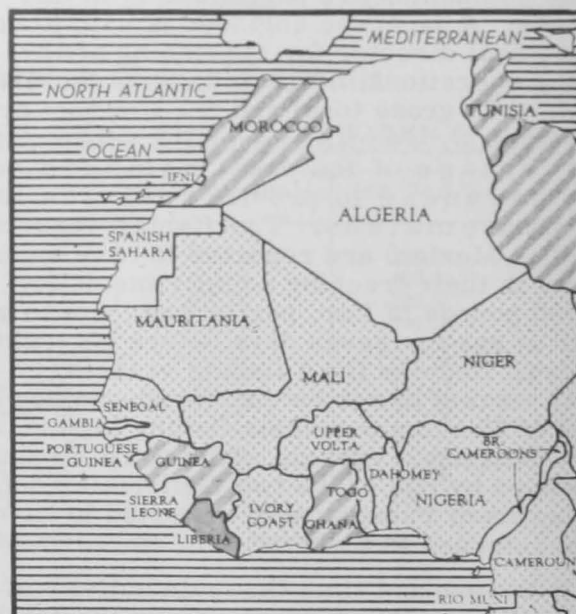 MEDITERRANEAN
NORTH ATLANTIC
OCEAN
MOROCCO
TUNISIA
IFNI
ALGERIA
SPANISH
SAHARA
MAURITANIA
MALI
NIGER
SENEGAL
GAMBIA
PORTUGUESE
GUINEA
GUINEA
UPPER
VOLTA
DAHOMEY
BR.
CAMEROONS
NIGERIA
SIERRA
LEONE
LIBERIA
IVORY
COAST
TOGO
GHANA
CAMEROUN
RIO MUNI